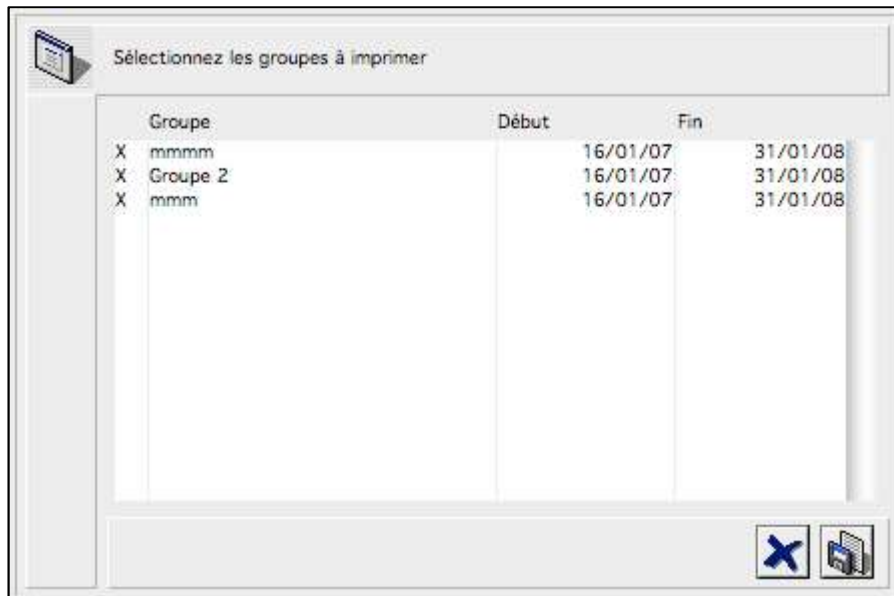 Sélectionnez les groupes à imprimer
Groupe Début Fin
X mmmm 16/01/07 31/01/08
X Groupe 2 16/01/07 31/01/08
X mmm 16/01/07 31/01/08